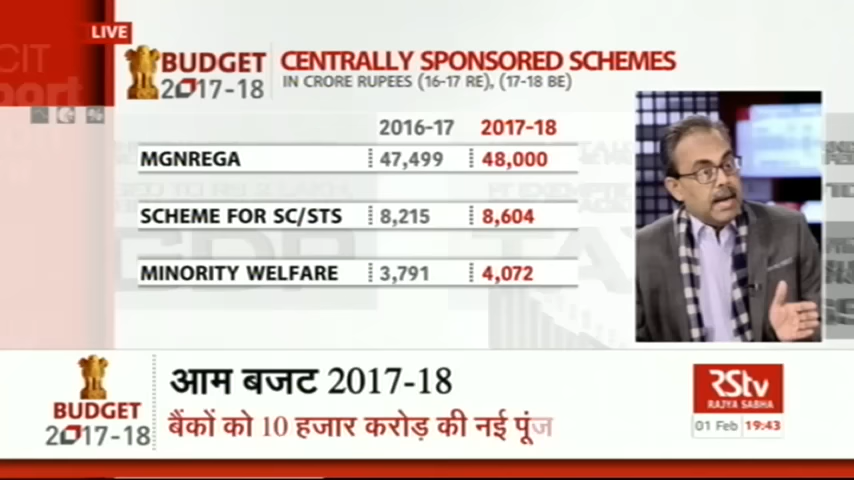 CIT
port
LIVE
BUDGET
2017-18
CENTRALLY SPONSORED SCHEMES
IN CRORE RUPEES (16-17 RE), (17-18 BE)
2016-17 2017-18
MGNREGA 47,499 48,000
SCHEME FOR SC/STS 8,215 8,604
MINORITY WELFARE 3,791 4,072
GDP
BUDGET
2017-18
आम बजट 2017-18
बैंकों को 10 हजार करोड़ की नई पूंज
RSTV
RAJYA SABHA
01 Feb 19:43